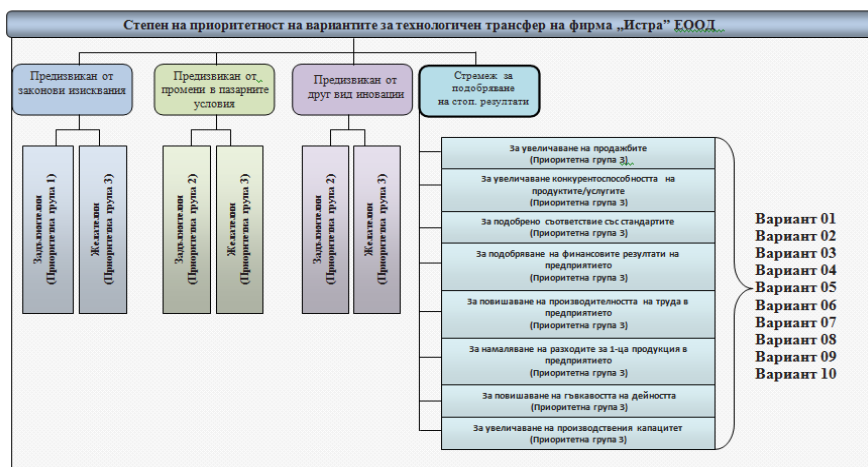 Степен на приоритетност на вариантите за технологичен трансфер на фирма „Истра” ЕООД
Предизвикан от
законови изисквания
Предизвикан от
промени в пазарните
условия
Предизвикан от
друг вид иновации
Стремеж за
подобряване
на стоп. резултати
Задължителни
(Приоритетна група 1)
Желателни
(Приоритетна група 3)
Задължителни
(Приоритетна група 2)
Желателни
(Приоритетна група 3)
Задължителни
(Приоритетна група 2)
Желателни
(Приоритетна група 3)
За увеличаване на продажбите
(Приоритетна група 3)
За увеличаване конкурентоспособността на
продуктите/услугите
(Приоритетна група 3)
За подобрено съответствие със стандартите
(Приоритетна група 3)
За подобряване на финансовите резултати на
предприятието
(Приоритетна група 3)
За повишаване на производителността на труда в
предприятието
(Приоритетна група 3)
За намаляване на разходите за 1-ца продукция в
предприятието
(Приоритетна група 3)
За повишаване на гъвкавостта на дейността
(Приоритетна група 3)
За увеличаване на производствения капацитет
(Приоритетна група 3)
Вариант 01
Вариант 02
Вариант 03
Вариант 04
Вариант 05
Вариант 06
Вариант 07
Вариант 08
Вариант 09
Вариант 10